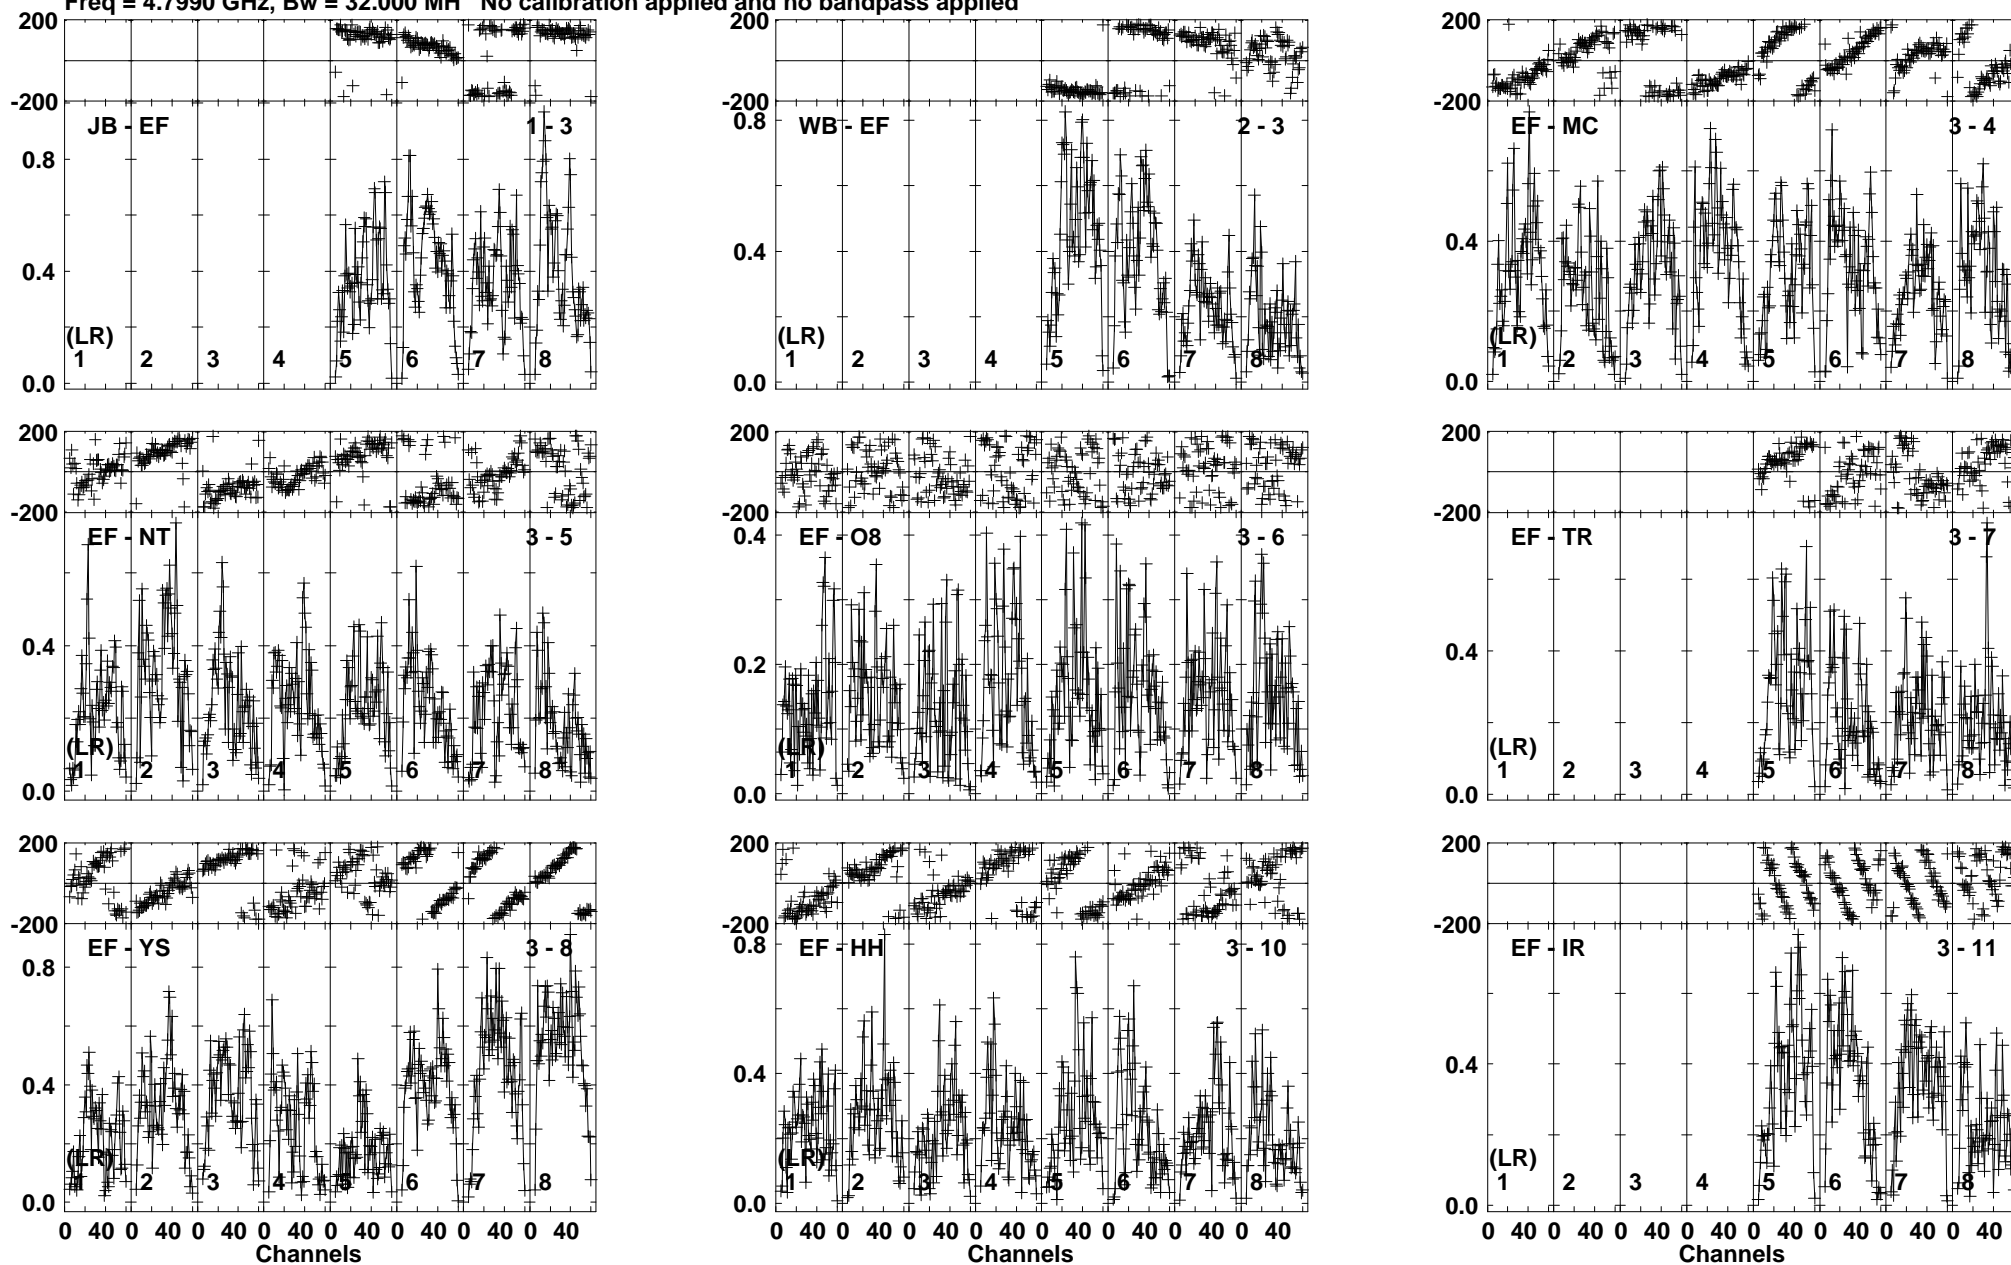 Freq = 4.7990 GHz, Bw = 32.000 MH No calibration applied and no bandpass applied
200 200 200
-200 -200 -200
JB - EF 1 - 3 WB - EF 2 - 3 EF - MC 3 - 4
0.8 0.8
0.4 0.4 0.4
(LR) (LR) (LR)
1 2 3 4 5 6 7 8 1 2 3 4 5 6 7 8 1 2 3 4 5 6 7 8
0.0 0.0 0.0
200 200 200
-200 -200 -200
EF - NT 3 - 5 EF - O8 3 - 6 EF - TR 3 - 7
0.4 0.4 0.4
0.2
(LR) (LR) (LR)
1 2 3 4 5 6 7 8 1 2 3 4 5 6 7 8 1 2 3 4 5 6 7 8
0.0 0.0 0.0
200 200 200
-200 -200 -200
EF - YS 3 - 8 EF - HH 3 - 10 EF - IR 3 - 11
0.8 0.8
0.4 0.4 0.4
(LR) (LR) (LR)
1 2 3 4 5 6 7 8 1 2 3 4 5 6 7 8 1 2 3 4 5 6 7 8
0.0 0.0 0.0
0 40 0 40 0 40 0 40 0 40 0 40 0 40 0 40 0 40 0 40 0 40 0 40 0 40 0 40 0 40 0 40 0 40 0 40 0 40 0 40 0 40 0 40 0 40 0 40
Channels Channels Channels